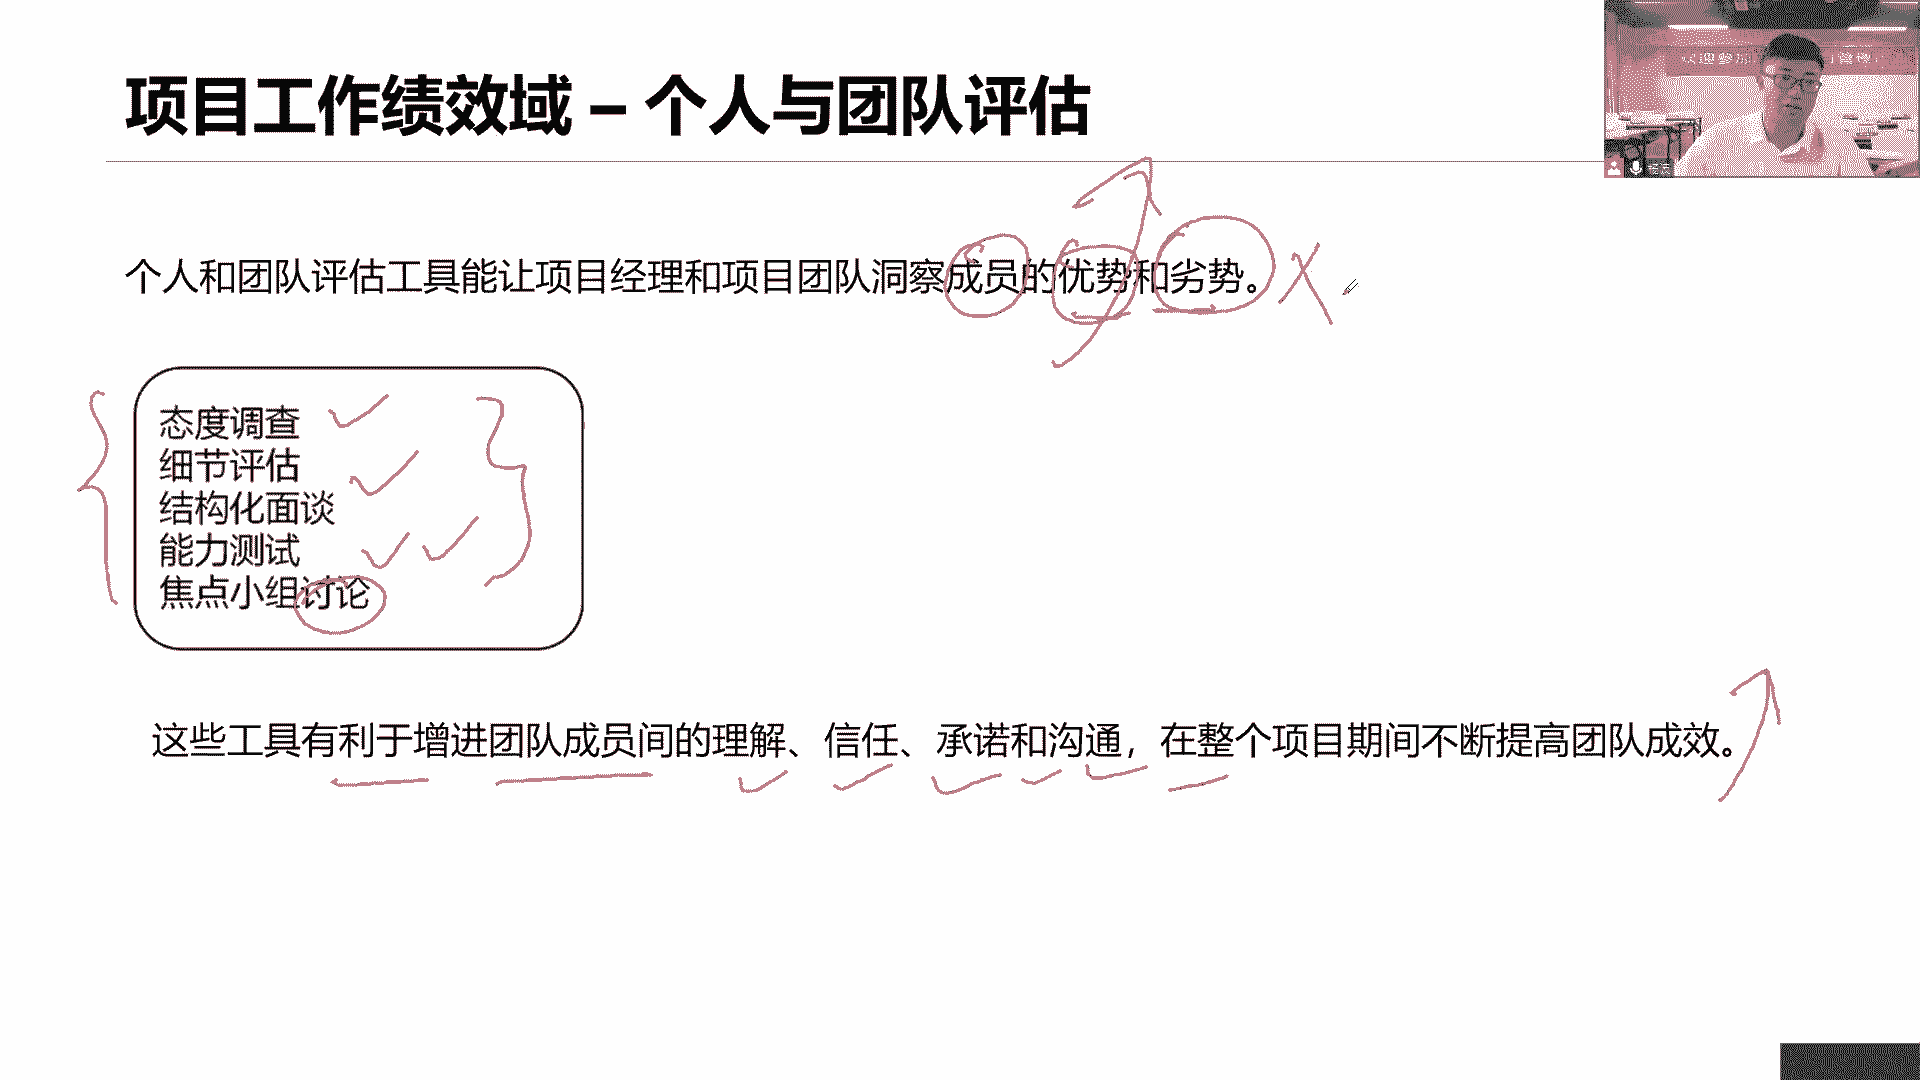 项目工作绩效域 – 个人与团队评估
个人和团队评估工具能让项目经理和项目团队洞察成员的优势和劣势。
态度调查
细节评估
结构化面谈
能力测试
焦点小组讨论
这些工具有利于增进团队成员间的理解、信任、承诺和沟通，在整个项目期间不断提高团队成效。